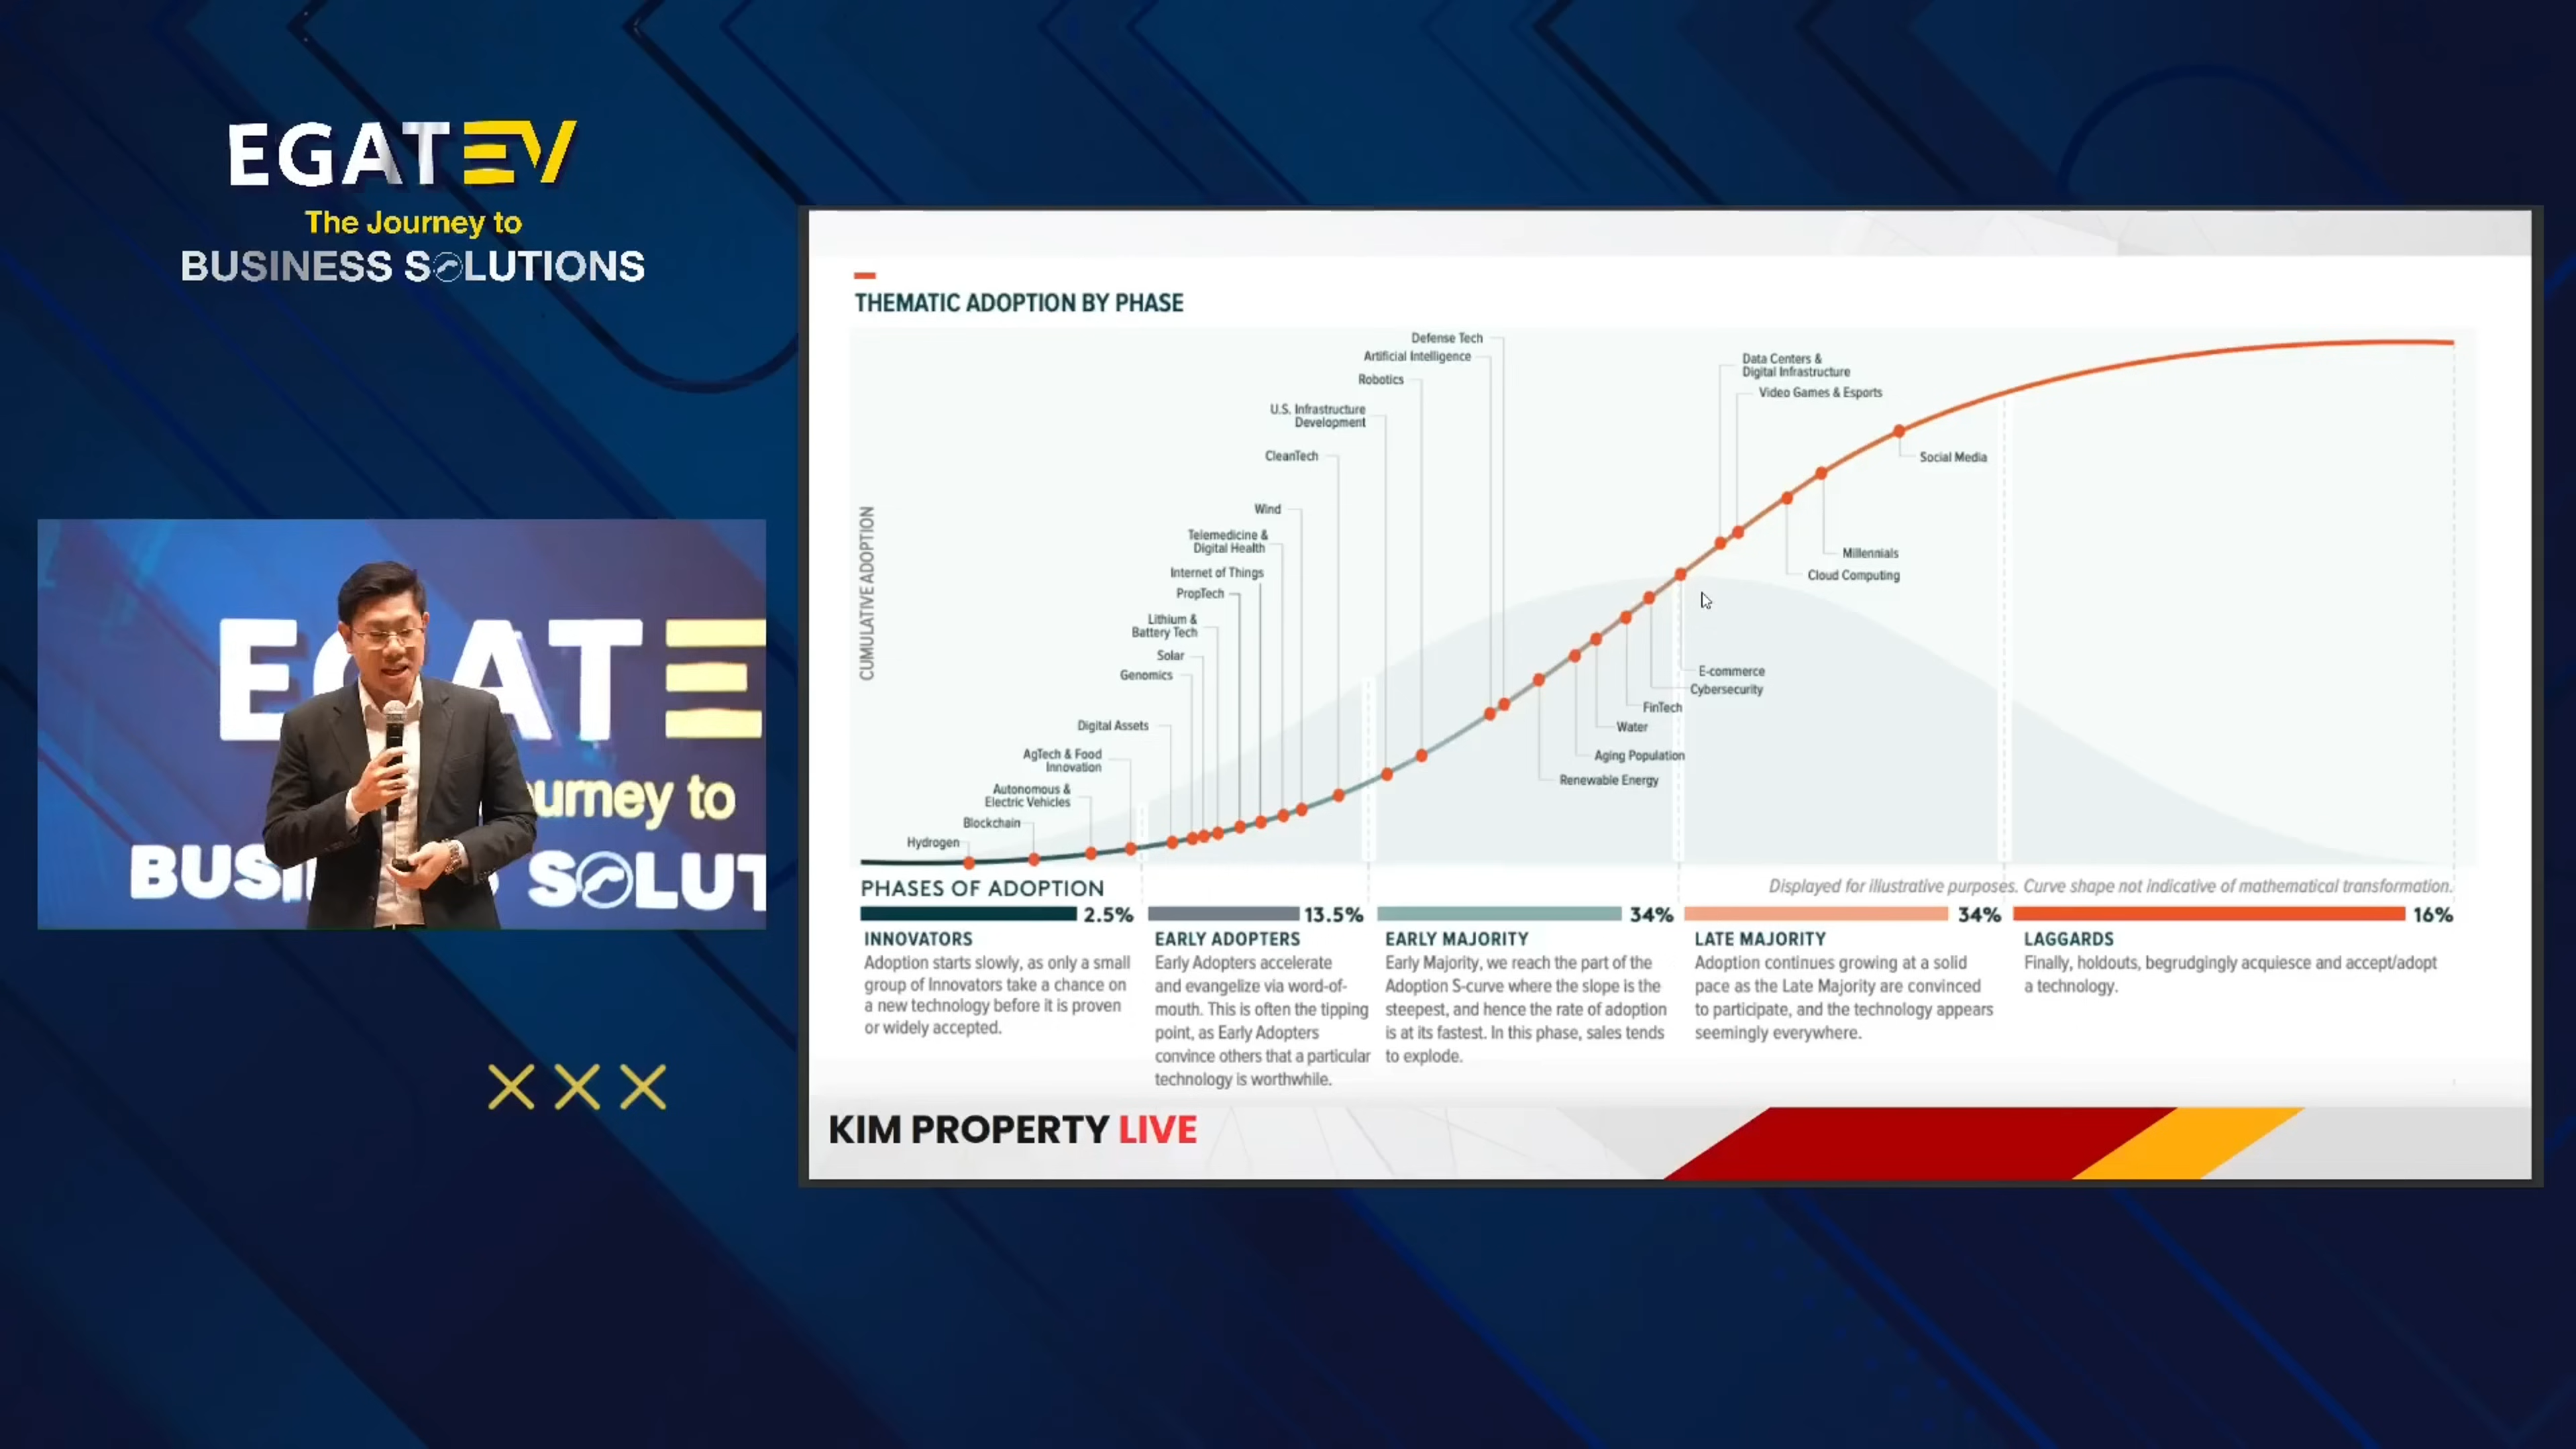 EGATEV
The Journey to
BUSINESS SOLUTIONS
EGATE
urney to
BUSI
SOLUT
THEMATIC ADOPTION BY PHASE
CUMULATIVE ADOPTION
Hydrogen
Blockchain
Autonomous &
Electric Vehicles
AgTech & Food
Innovation
Digital Assets
Genomics
Solar
Lithium &
Battery Tech
PropTech
Internet of Things
Telemedicine &
Digital Health
Wind
CleanTech
U.S. Infrastructure
Development
Robotics
Artificial Intelligence
Defense Tech
Renewable Energy
Aging Population
Water
FinTech
Cybersecurity
E-commerce
Data Centers &
Digital Infrastructure
Video Games & Esports
Cloud Computing
Millennials
Social Media
PHASES OF ADOPTION
Displayed for illustrative purposes. Curve shape not indicative of mathematical transformation.
2.5%
INNOVATORS
Adoption starts slowly, as only a small
group of Innovators take a chance on
a new technology before it is proven
or widely accepted.
13.5%
EARLY ADOPTERS
Early Adopters accelerate
and evangelize via word-of-
mouth. This is often the tipping
point, as Early Adopters
convince others that a particular
technology is worthwhile.
34%
EARLY MAJORITY
Early Majority, we reach the part of the
Adoption S-curve where the slope is the
steepest, and hence the rate of adoption
is at its fastest. In this phase, sales tends
to explode.
34%
LATE MAJORITY
Adoption continues growing at a solid
pace as the Late Majority are convinced
to participate, and the technology appears
seemingly everywhere.
16%
LAGGARDS
Finally, holdouts, begrudgingly acquiesce and accept/adopt
a technology.
KIM PROPERTY LIVE